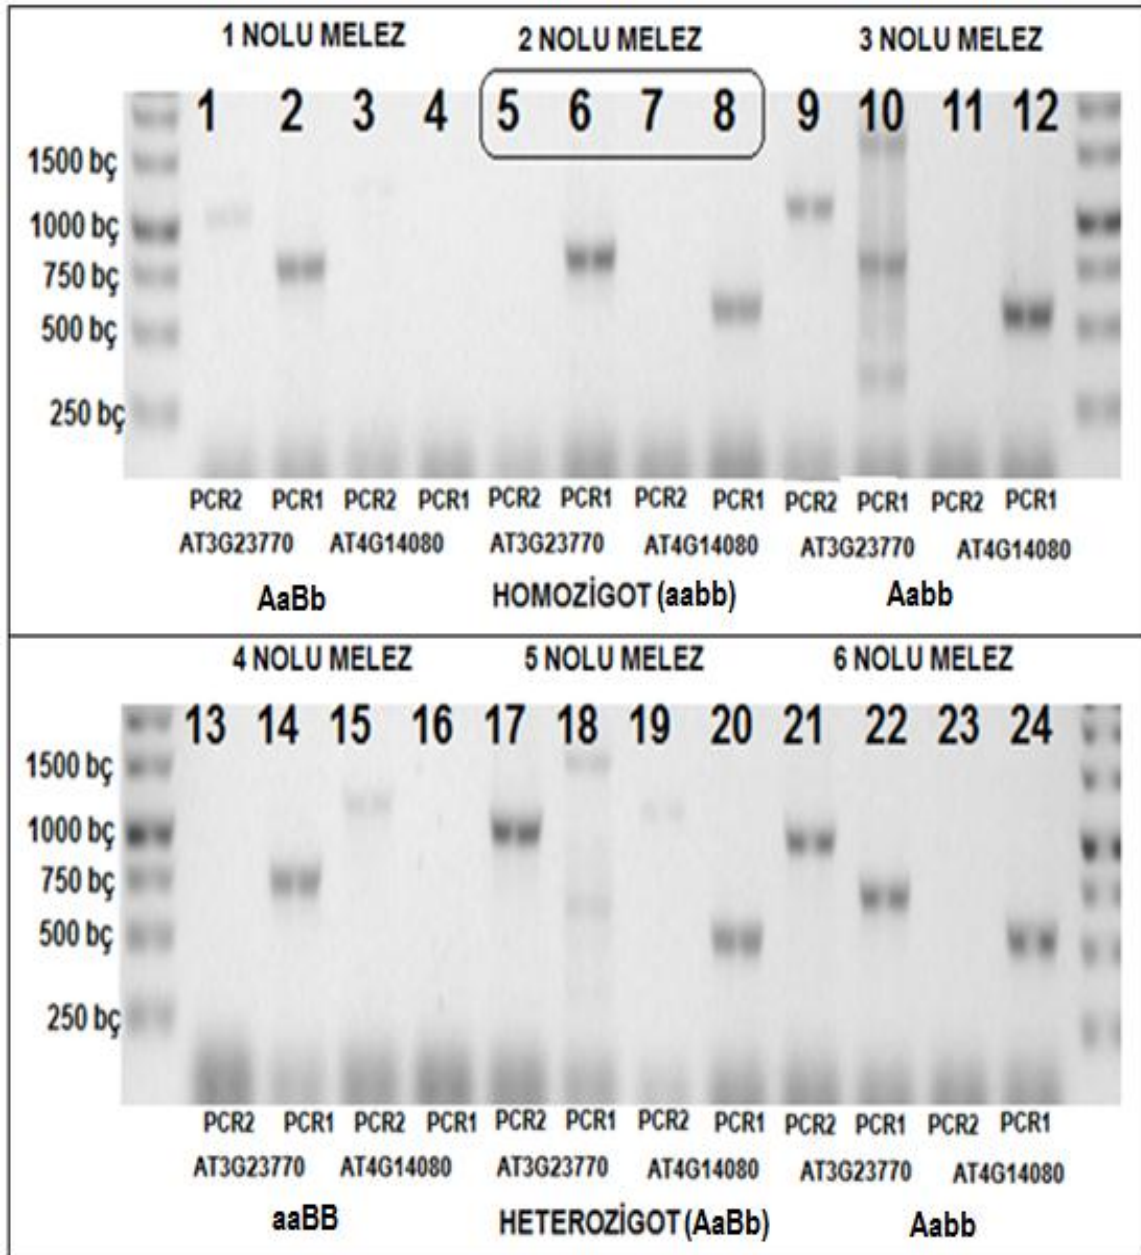 1 NOLU MELEZ 2 NOLU MELEZ 3 NOLU MELEZ
1 2 3 4 5 6 7 8 9 10 11 12
1500 bç
1000 bç
750 bç
500 bç
250 bç
PCR2 PCR1 PCR2 PCR1 PCR2 PCR1 PCR2 PCR1 PCR2 PCR1 PCR2 PCR1
AT3G23770 AT4G14080 AT3G23770 AT4G14080 AT3G23770 AT4G14080
AaBb HOMOZİGOT (aabb) Aabb
4 NOLU MELEZ 5 NOLU MELEZ 6 NOLU MELEZ
13 14 15 16 17 18 19 20 21 22 23 24
1500 bç
1000 bç
750 bç
500 bç
250 bç
PCR2 PCR1 PCR2 PCR1 PCR2 PCR1 PCR2 PCR1 PCR2 PCR1 PCR2 PCR1
AT3G23770 AT4G14080 AT3G23770 AT4G14080 AT3G23770 AT4G14080
aaBB HETEROZİGOT (AaBb) Aabb